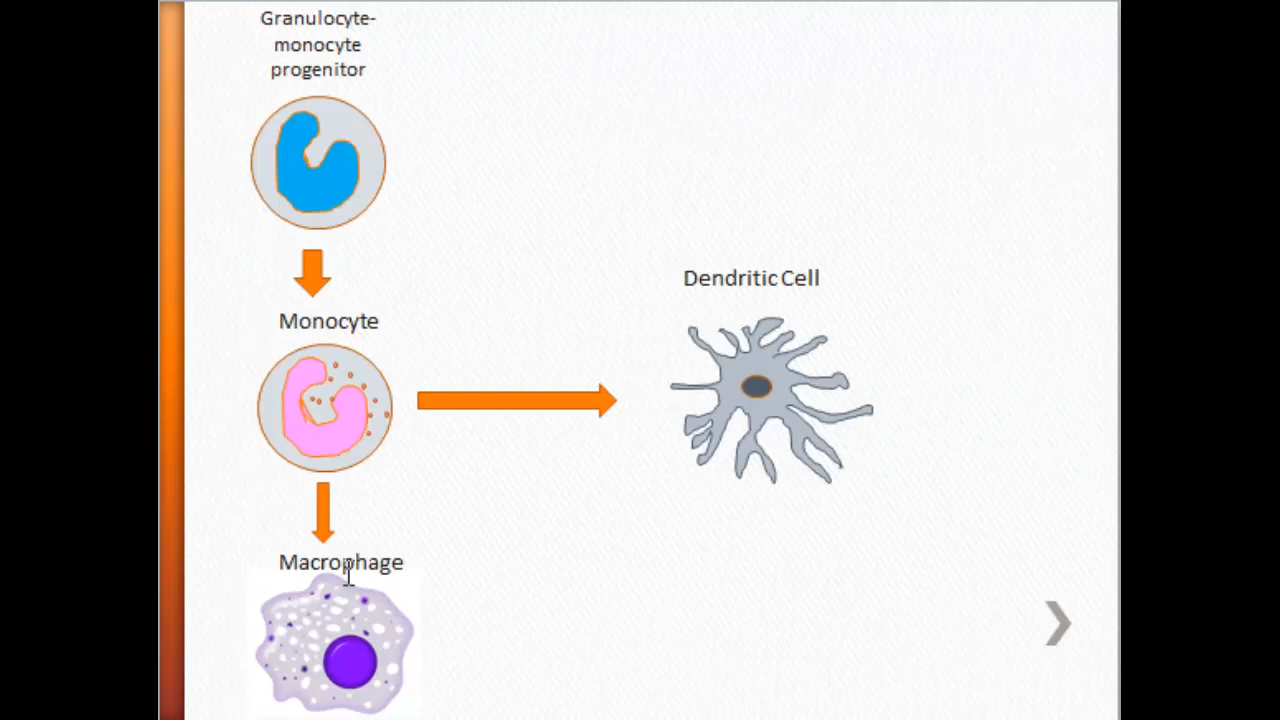 Granulocyte-
monocyte
progenitor
Dendritic Cell
Monocyte
Macrophage